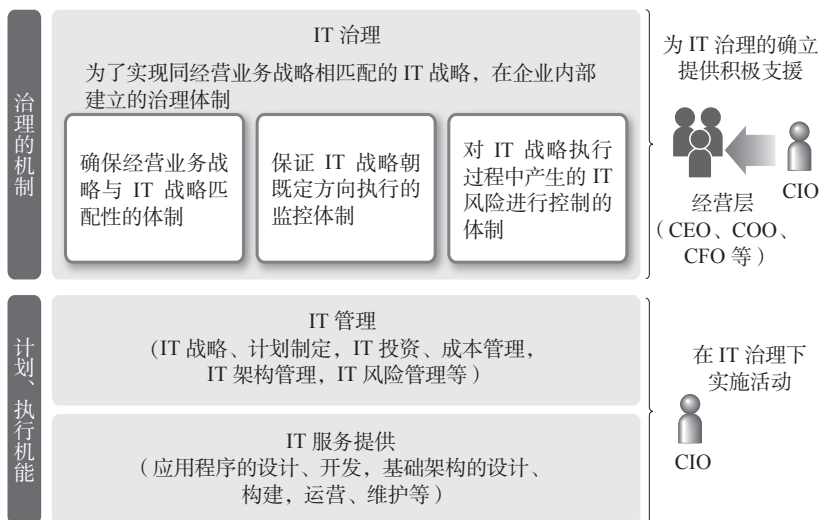 治理的机制
IT 治理
为了实现同经营业务战略相匹配的 IT 战略，在企业内部
建立的治理体制
确保经营业务战
略与 IT 战略匹
配性的体制
保证 IT 战略朝
既定方向执行的
监控体制
对 IT 战略执行
过程中产生的 IT
风险进行控制的
体制
为 IT 治理的确立
提供积极支援
CIO
经营层
（CEO、COO、
CFO 等）
计划、执行机能
IT 管理
(IT 战略、计划制定，IT 投资、成本管理，
IT 架构管理，IT 风险管理等）
IT 服务提供
（应用程序的设计、开发，基础架构的设计、
构建，运营、维护等）
在 IT 治理下
实施活动
CIO